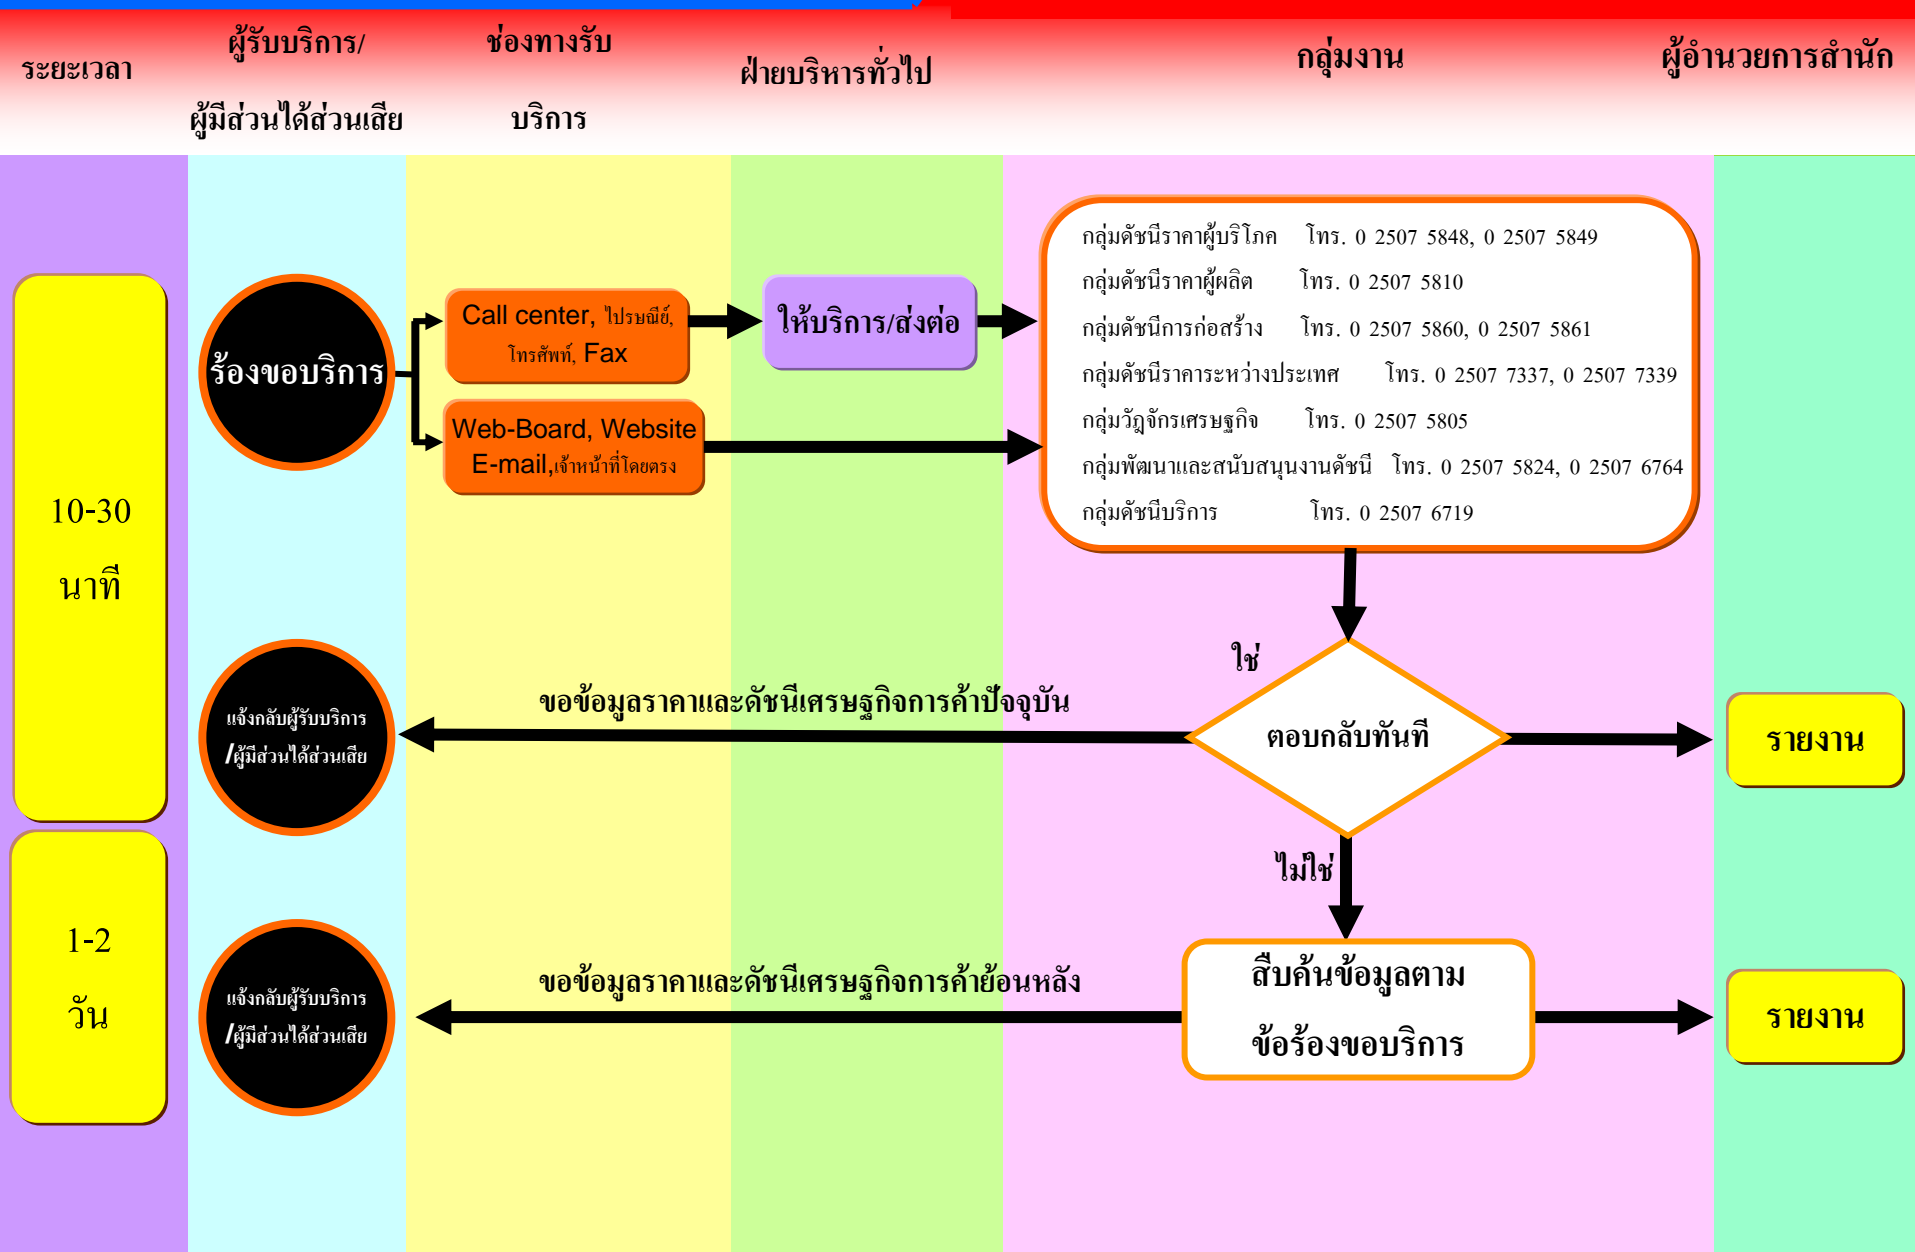 ระยะเวลา
ผู้รับบริการ/
ผู้มีส่วนได้ส่วนเสีย
ช่องทางรับ
บริการ
ฝ่ายบริหารทั่วไป
กลุ่มงาน
ผู้อำนวยการสำนัก
10-30
นาที
ร้องขอบริการ
Call center, ไปรษณีย์,
โทรศัพท์, Fax
Web-Board, Website
E-mail,เจ้าหน้าที่โดยตรง
ให้บริการ/ส่งต่อ
กลุ่มดัชนีราคาผู้บริโภค โทร. 0 2507 5848, 0 2507 5849
กลุ่มดัชนีราคาผู้ผลิต โทร. 0 2507 5810
กลุ่มดัชนีการก่อสร้าง โทร. 0 2507 5860, 0 2507 5861
กลุ่มดัชนีราคาระหว่างประเทศ โทร. 0 2507 7337, 0 2507 7339
กลุ่มวัฎจักรเศรษฐกิจ โทร. 0 2507 5805
กลุ่มพัฒนาและสนับสนุนงานดัชนี โทร. 0 2507 5824, 0 2507 6764
กลุ่มดัชนีบริการ โทร. 0 2507 6719
ใช่
แจ้งกลับผู้รับบริการ
/ผู้มีส่วนได้ส่วนเสีย
ขอข้อมูลราคาและดัชนีเศรษฐกิจการค้าปัจจุบัน
ตอบกลับทันที
รายงาน
ไม่ใช่
1-2
วัน
แจ้งกลับผู้รับบริการ
/ผู้มีส่วนได้ส่วนเสีย
ขอข้อมูลราคาและดัชนีเศรษฐกิจการค้าย้อนหลัง
สืบค้นข้อมูลตาม
ข้อร้องขอบริการ
รายงาน